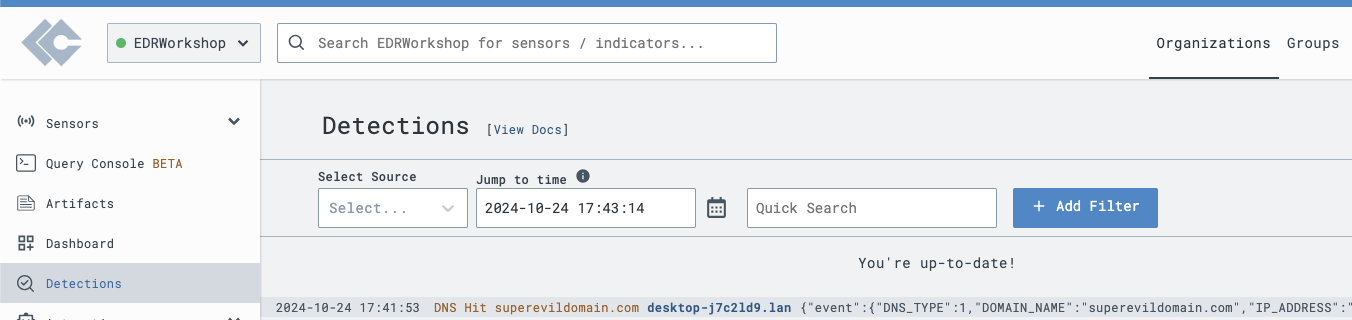 EDRWorkshop
Search EDRWorkshop for sensors / indicators...
Organizations
Groups
Sensors
Query Console BETA
Artifacts
Dashboard
Detections
Detections [View Docs]
Select Source
Jump to time
Select...
2024-10-24 17:43:14
Quick Search
+ Add Filter
You're up-to-date!
2024-10-24 17:41:53 DNS Hit superevildomain.com desktop-j7c2ld9.lan {"event":{"DNS_TYPE":1,"DOMAIN_NAME":"superevildomain.com","IP_ADDRESS":"